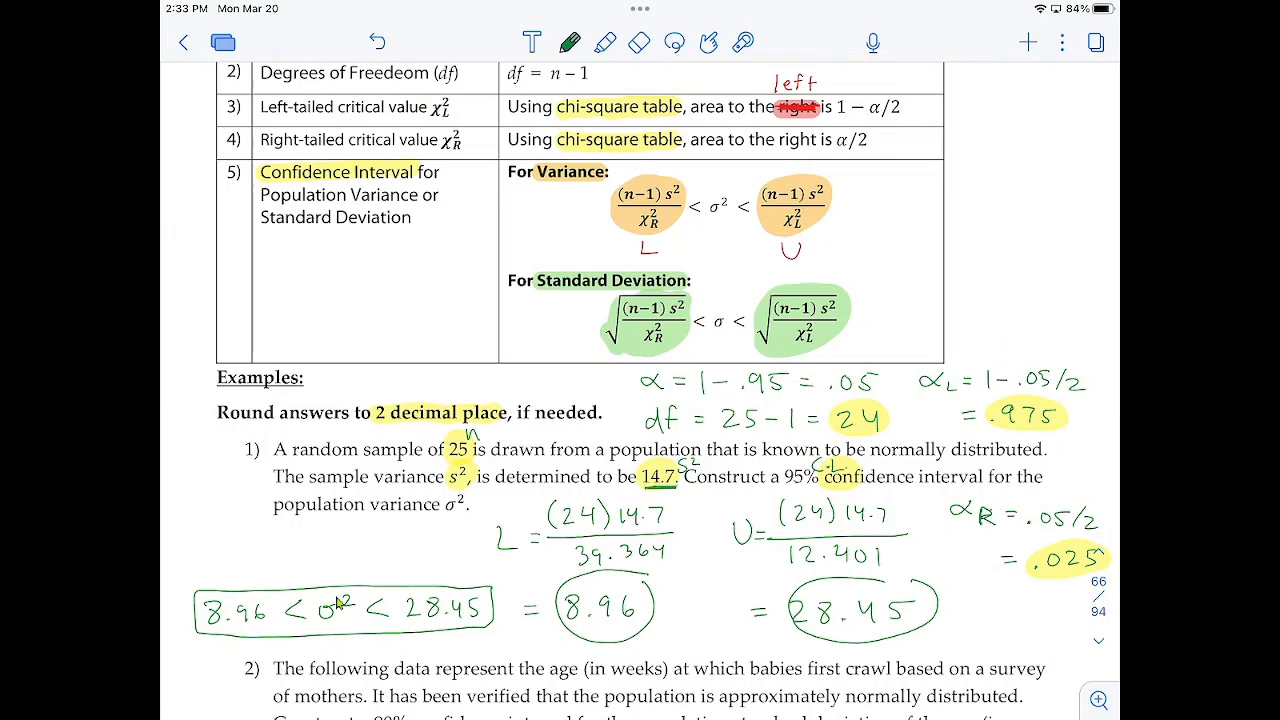 2:33 PM Mon Mar 20
84%
2) Degrees of Freedeom (df) df = n − 1
left
3) Left-tailed critical value χ²L Using chi-square table, area to the right is 1 − α/2
4) Right-tailed critical value χ²R Using chi-square table, area to the right is α/2
5) Confidence Interval for
Population Variance or
Standard Deviation
For Variance:
(n−1) s²/χ²R < σ² < (n−1) s²/χ²L
L U
For Standard Deviation:
√((n−1) s²/χ²R) < σ < √((n−1) s²/χ²L)
Examples:
α = 1 − .95 = .05 αL = 1 − .05/2
Round answers to 2 decimal place, if needed.
df = 25 − 1 = 24 = .975
n
1) A random sample of 25 is drawn from a population that is known to be normally distributed.
S² C.L.
The sample variance s², is determined to be 14.7. Construct a 95% confidence interval for the
population variance σ².
L = (24)14.7/39.364 U = (24)14.7/12.401 αR = .05/2
= .025
8.96 < σ² < 28.45 = 8.96 = 28.45
66
/
94
2) The following data represent the age (in weeks) at which babies first crawl based on a survey
of mothers. It has been verified that the population is approximately normally distributed.